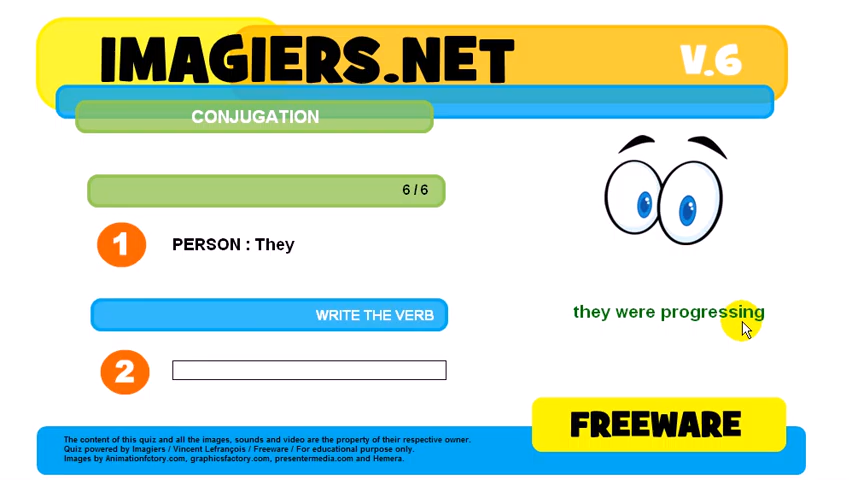 IMAGIERS.NET
V.6
CONJUGATION
6 / 6
1
PERSON : They
WRITE THE VERB
they were progressing
2
FREEWARE
The content of this quiz and all the images, sounds and video are the property of their respective owner.
Quiz powered by Imagiers / Vincent Lefrançois / Freeware / For educational purpose only.
Images by Animationfctory.com, graphicsfactory.com, presentermedia.com and Hemera.